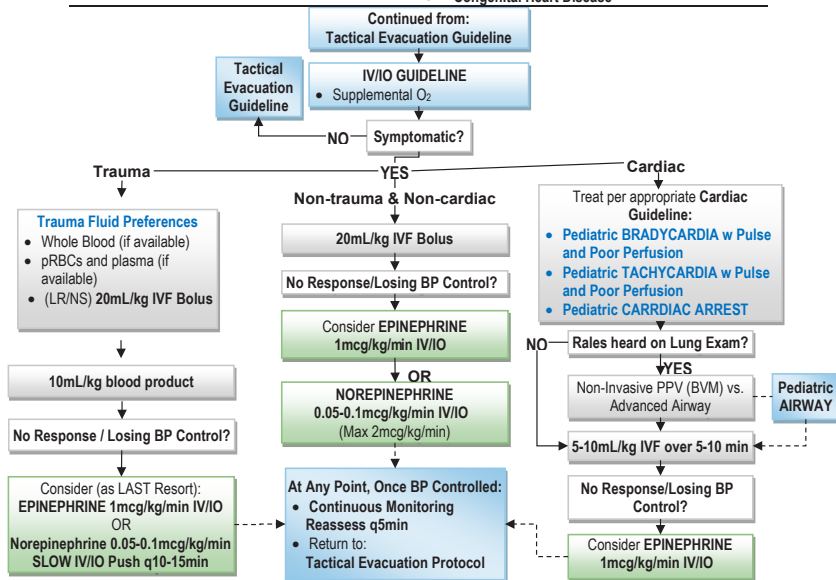 Congenital Heart Disease
Continued from:
Tactical Evacuation Guideline
Tactical
Evacuation
Guideline
IV/IO GUIDELINE
• Supplemental O₂
NO
Symptomatic?
Trauma
YES
Cardiac
Non-trauma & Non-cardiac
Trauma Fluid Preferences
• Whole Blood (if available)
• pRBCs and plasma (if
available)
• (LR/NS) 20mL/kg IVF Bolus
10mL/kg blood product
No Response / Losing BP Control?
Consider (as LAST Resort):
EPINEPHRINE 1mcg/kg/min IV/IO
OR
Norepinephrine 0.05-0.1mcg/kg/min
SLOW IV/IO Push q10-15min
20mL/kg IVF Bolus
No Response/Losing BP Control?
Consider EPINEPHRINE
1mcg/kg/min IV/IO
OR
NOREPINEPHRINE
0.05-0.1mcg/kg/min IV/IO
(Max 2mcg/kg/min)
At Any Point, Once BP Controlled:
• Continuous Monitoring
Reassess q5min
• Return to:
Tactical Evacuation Protocol
Treat per appropriate Cardiac
Guideline:
• Pediatric BRADYCARDIA w Pulse
and Poor Perfusion
• Pediatric TACHYCARDIA w Pulse
and Poor Perfusion
• Pediatric CARRDIAC ARREST
NO
Rales heard on Lung Exam?
YES
Non-Invasive PPV (BVM) vs.
Advanced Airway
Pediatric
AIRWAY
5-10mL/kg IVF over 5-10 min
No Response/Losing BP
Control?
Consider EPINEPHRINE
1mcg/kg/min IV/IO